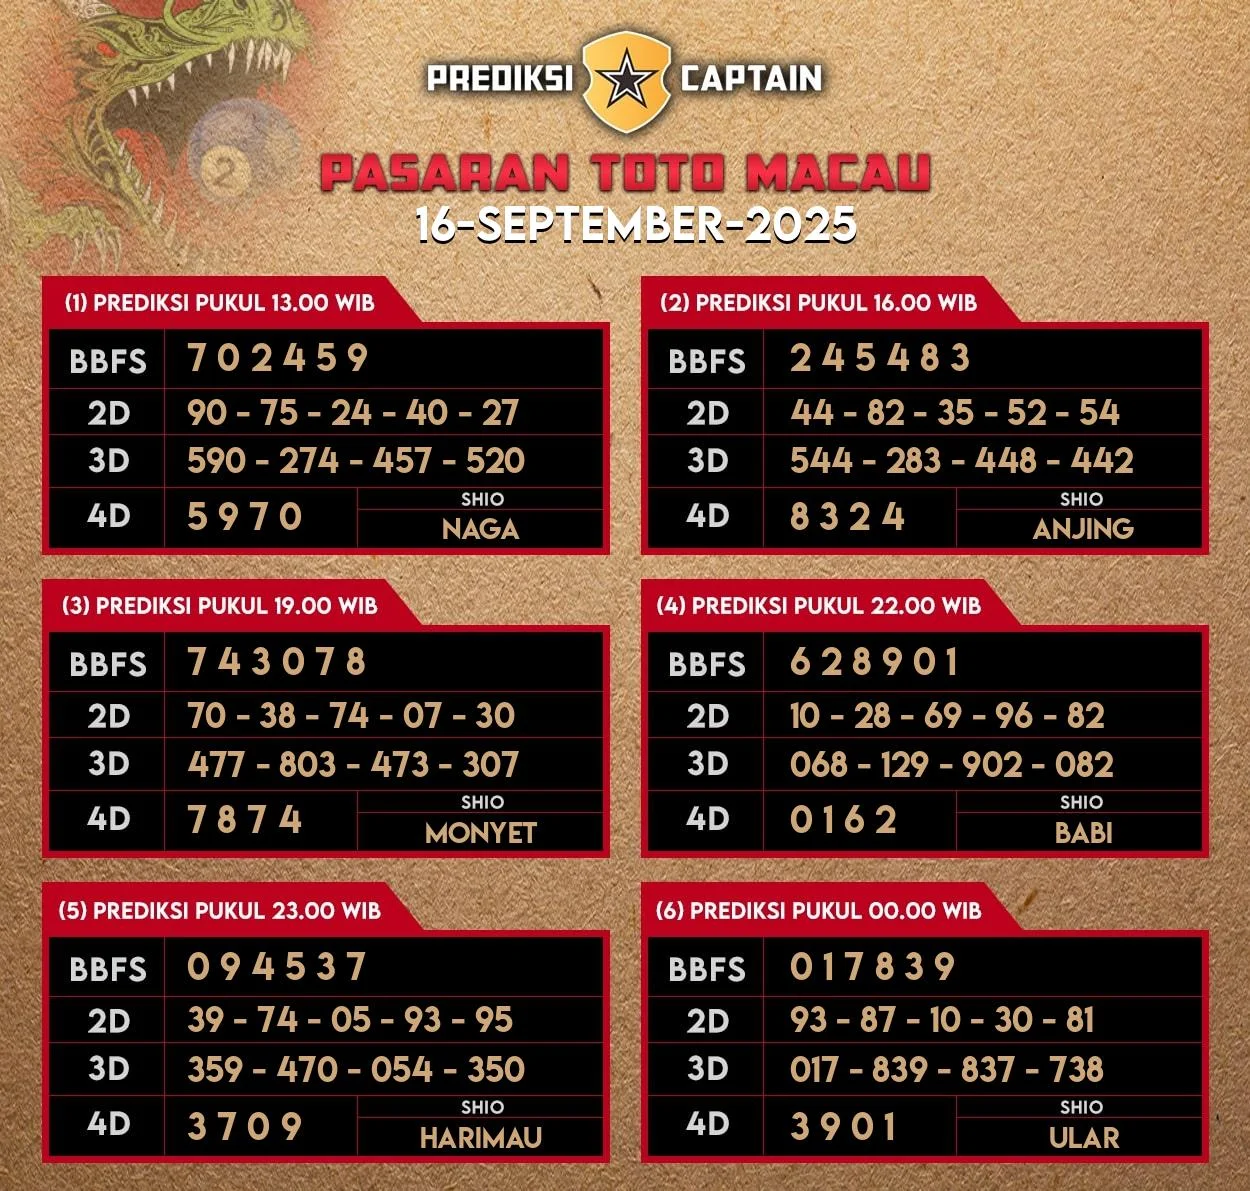 PREDIKSI CAPTAIN
PASARAN TOTO MACAU
16-SEPTEMBER-2025
(1) PREDIKSI PUKUL 13.00 WIB
BBFS 7 0 2 4 5 9
2D 90 - 75 - 24 - 40 - 27
3D 590 - 274 - 457 - 520
4D 5 9 7 0
SHIO
NAGA
(2) PREDIKSI PUKUL 16.00 WIB
BBFS 2 4 5 4 8 3
2D 44 - 82 - 35 - 52 - 54
3D 544 - 283 - 448 - 442
4D 8 3 2 4
SHIO
ANJING
(3) PREDIKSI PUKUL 19.00 WIB
BBFS 7 4 3 0 7 8
2D 70 - 38 - 74 - 07 - 30
3D 477 - 803 - 473 - 307
4D 7 8 7 4
SHIO
MONYET
(4) PREDIKSI PUKUL 22.00 WIB
BBFS 6 2 8 9 0 1
2D 10 - 28 - 69 - 96 - 82
3D 068 - 129 - 902 - 082
4D 0 1 6 2
SHIO
BABI
(5) PREDIKSI PUKUL 23.00 WIB
BBFS 0 9 4 5 3 7
2D 39 - 74 - 05 - 93 - 95
3D 359 - 470 - 054 - 350
4D 3 7 0 9
SHIO
HARIMAU
(6) PREDIKSI PUKUL 00.00 WIB
BBFS 0 1 7 8 3 9
2D 93 - 87 - 10 - 30 - 81
3D 017 - 839 - 837 - 738
4D 3 9 0 1
SHIO
ULAR
2